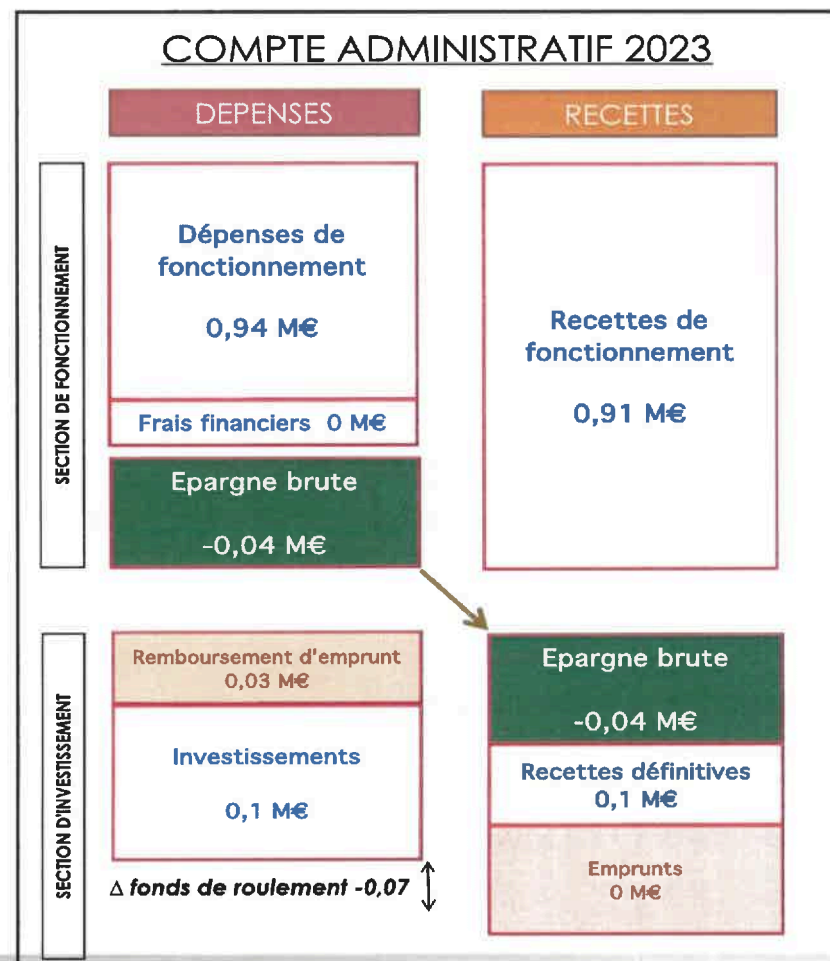 COMPTE ADMINISTRATIF 2023
DEPENSES
RECETTES
SECTION DE FONCTIONNEMENT
Dépenses de
fonctionnement
0,94 M€
Frais financiers 0 M€
Epargne brute
-0,04 M€
Recettes de
fonctionnement
0,91 M€
SECTION D'INVESTISSEMENT
Remboursement d'emprunt
0,03 M€
Investissements
0,1 M€
Δ fonds de roulement -0,07
Epargne brute
-0,04 M€
Recettes définitives
0,1 M€
Emprunts
0 M€